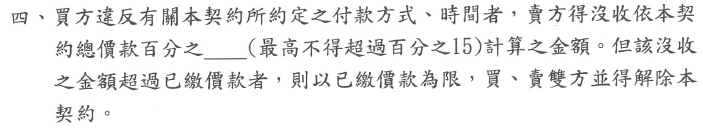 四、買方違反有關本契約所約定之付款方式、時間者，賣方得沒收依本契
約總價款百分之____(最高不得超過百分之15)計算之金額。但該沒收
之金額超過已繳價款者，則以已繳價款為限，買、賣雙方並得解除本
契約。